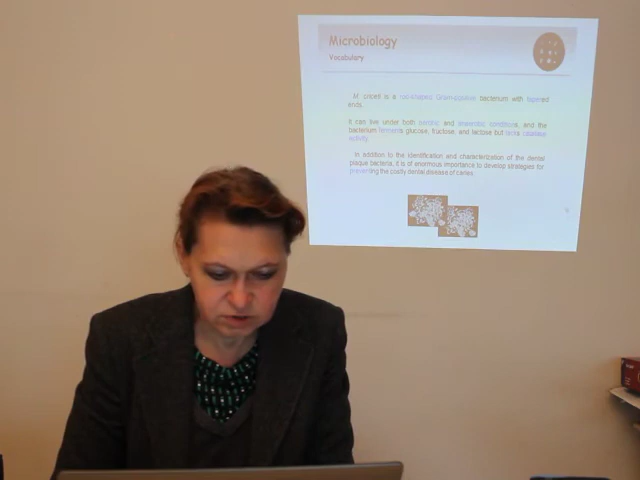 Microbiology
Vocabulary
M. oricell is a rod-shaped, Gram-positive bacterium with tapered
ends.
It can live under both aerobic and anaerobic conditions, and the
bacterium ferments glucose, fructose, and lactose but lacks catalase
activity.
In addition to the identification and characterization of the dental
plaque bacteria, it is of enormous importance to develop strategies for
preventing the costly dental disease of caries.